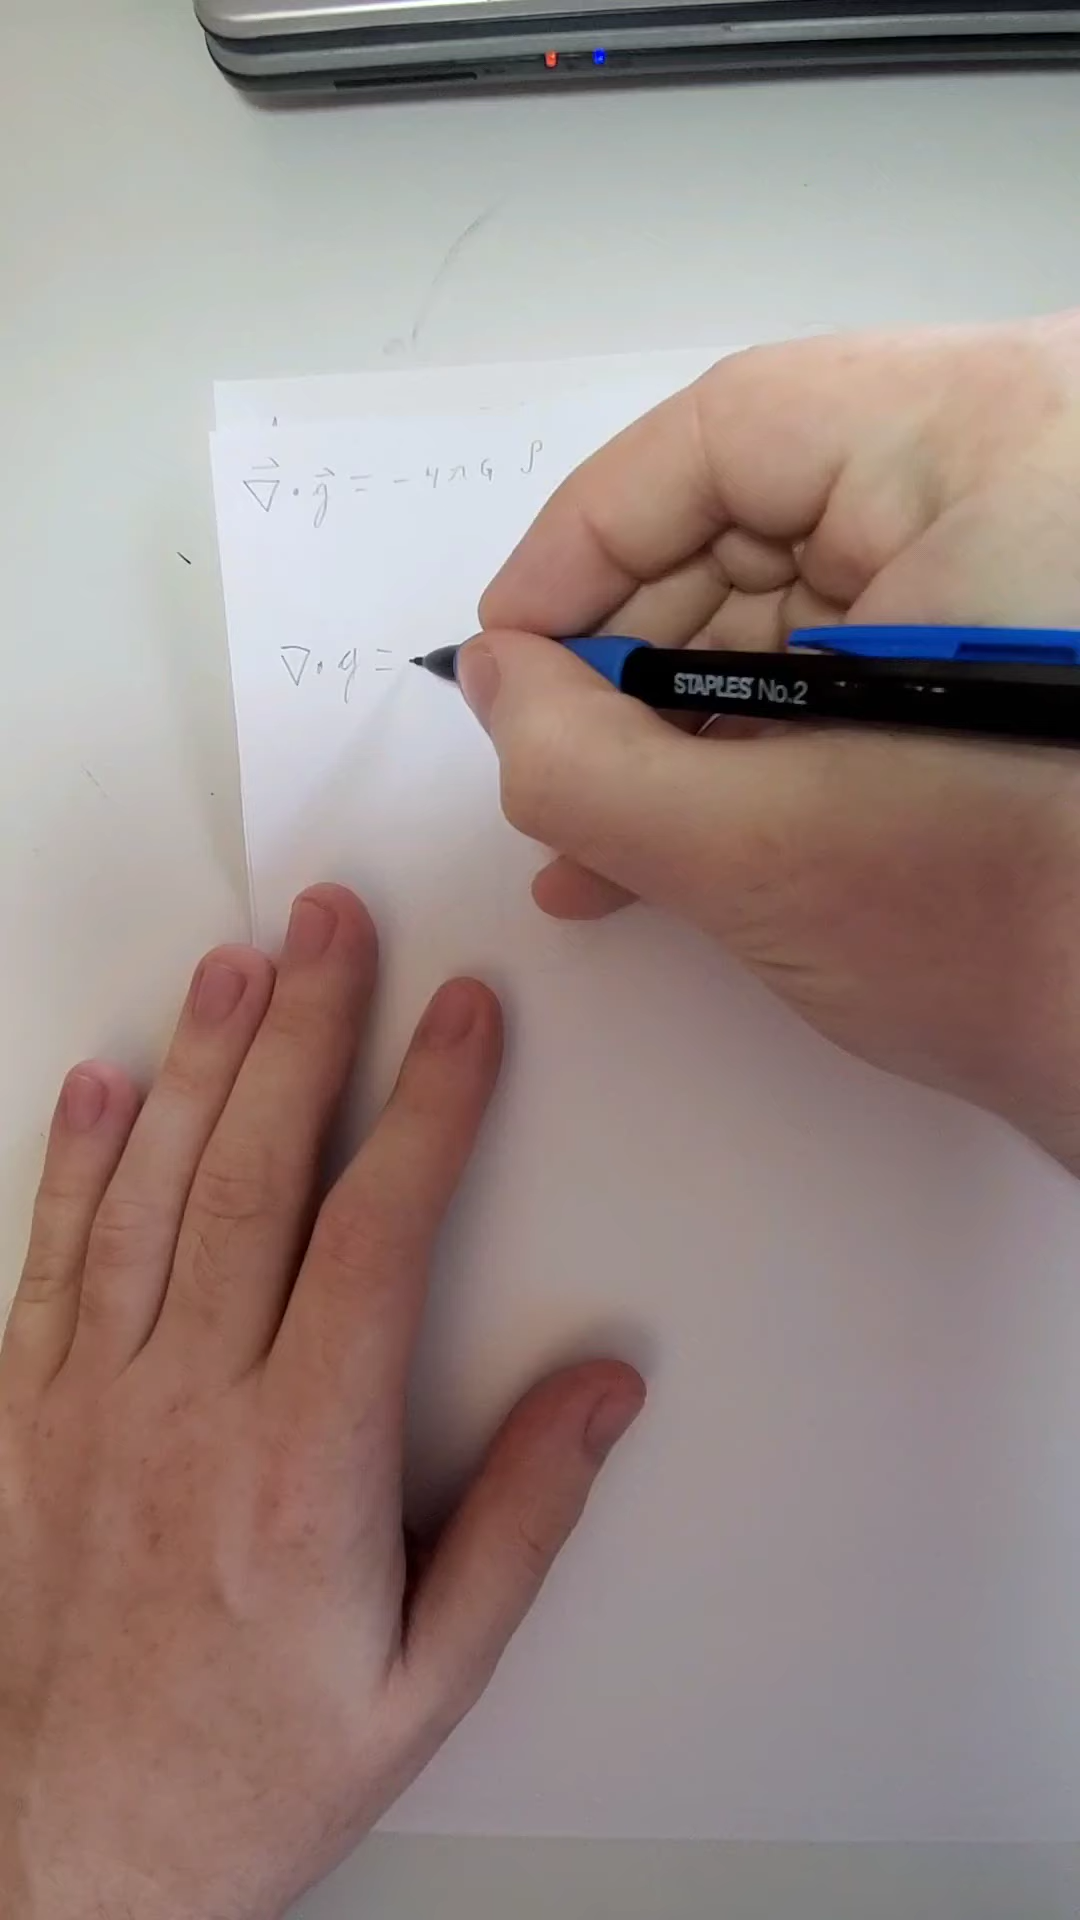 ∇⃗ · g⃗ = - 4πG ρ
∇ · g =
STAPLES No.2